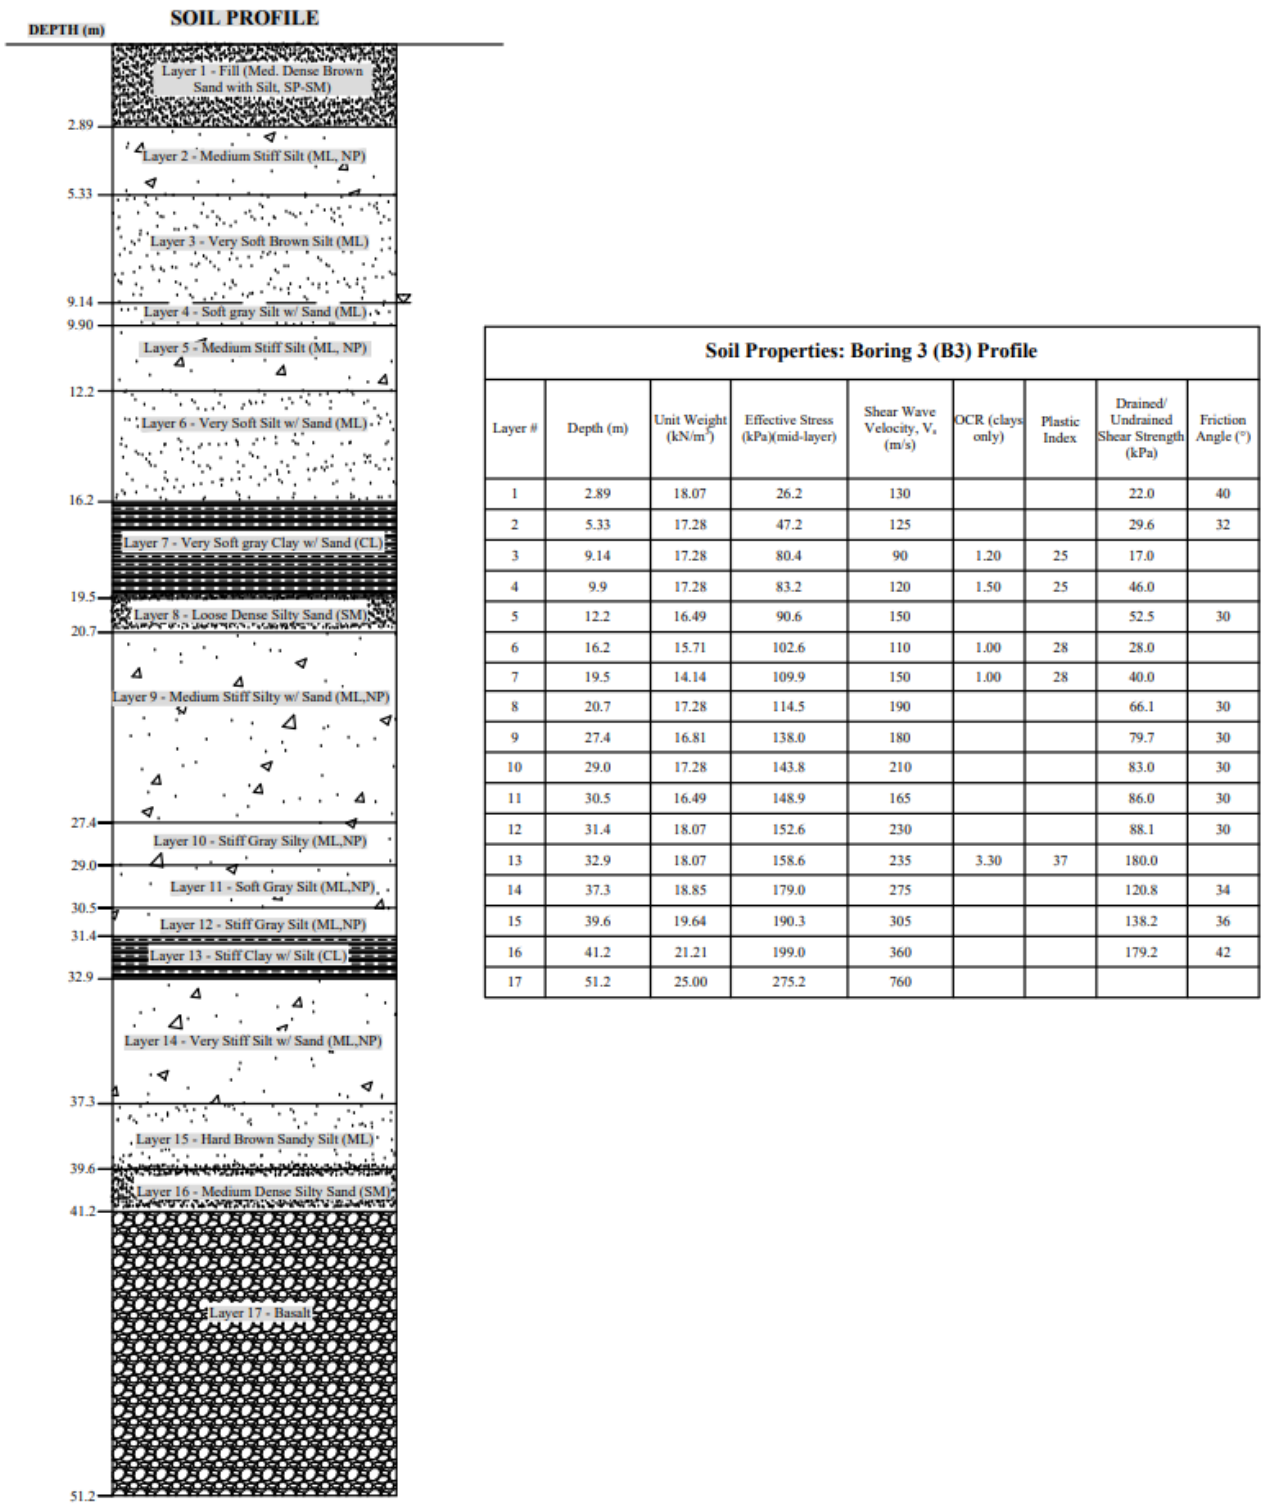 SOIL PROFILE
DEPTH (m)
Layer 1 - Fill (Med. Dense Brown
Sand with Silt, SP-SM)
2.89
Layer 2 - Medium Stiff Silt (ML, NP)
5.33
Layer 3 - Very Soft Brown Silt (ML)
9.14
Layer 4 - Soft gray Silt w/ Sand (ML)
9.90
Layer 5 - Medium Stiff Silt (ML, NP)
12.2
Layer 6 - Very Soft Silt w/ Sand (ML)
16.2
Layer 7 - Very Soft gray Clay w/ Sand (CL)
19.5
Layer 8 - Loose Dense Silty Sand (SM)
20.7
Layer 9 - Medium Stiff Silty w/ Sand (ML,NP)
27.4
Layer 10 - Stiff Gray Silty (ML,NP)
29.0
Layer 11 - Soft Gray Silt (ML,NP)
30.5
Layer 12 - Stiff Gray Silt (ML,NP)
31.4
Layer 13 - Stiff Clay w/ Silt (CL)
32.9
Layer 14 - Very Stiff Silt w/ Sand (ML,NP)
37.3
Layer 15 - Hard Brown Sandy Silt (ML)
39.6
Layer 16 - Medium Dense Silty Sand (SM)
41.2
Layer 17 - Basalt
51.2
Soil Properties: Boring 3 (B3) Profile
Layer # Depth (m) Unit Weight (kN/m³) Effective Stress (kPa)(mid-layer) Shear Wave Velocity, Vs (m/s) OCR (clays only) Plastic Index Drained/ Undrained Shear Strength (kPa) Friction Angle (°)
1 2.89 18.07 26.2 130 22.0 40
2 5.33 17.28 47.2 125 29.6 32
3 9.14 17.28 80.4 90 1.20 25 17.0
4 9.9 17.28 83.2 120 1.50 25 46.0
5 12.2 16.49 90.6 150 52.5 30
6 16.2 15.71 102.6 110 1.00 28 28.0
7 19.5 14.14 109.9 150 1.00 28 40.0
8 20.7 17.28 114.5 190 66.1 30
9 27.4 16.81 138.0 180 79.7 30
10 29.0 17.28 143.8 210 83.0 30
11 30.5 16.49 148.9 165 86.0 30
12 31.4 18.07 152.6 230 88.1 30
13 32.9 18.07 158.6 235 3.30 37 180.0
14 37.3 18.85 179.0 275 120.8 34
15 39.6 19.64 190.3 305 138.2 36
16 41.2 21.21 199.0 360 179.2 42
17 51.2 25.00 275.2 760